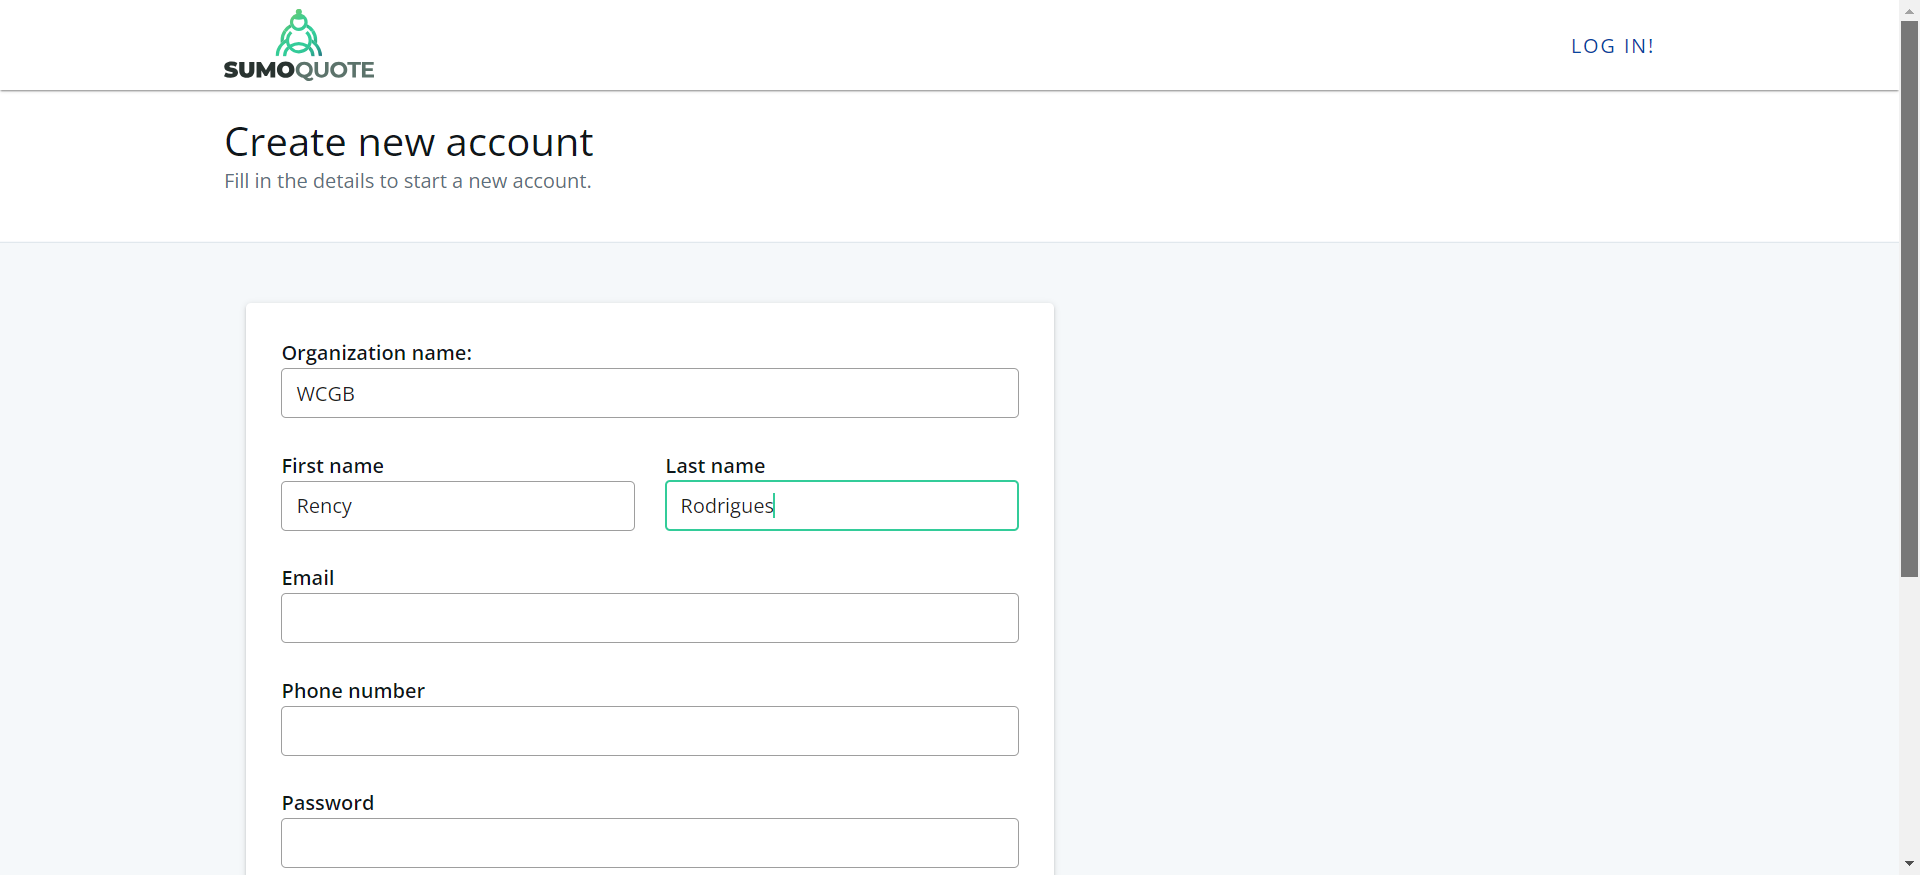 SUMOQUOTE
LOG IN!
Create new account
Fill in the details to start a new account.
Organization name:
WCGB
First name
Last name
Rency
Rodrigues
Email
Phone number
Password